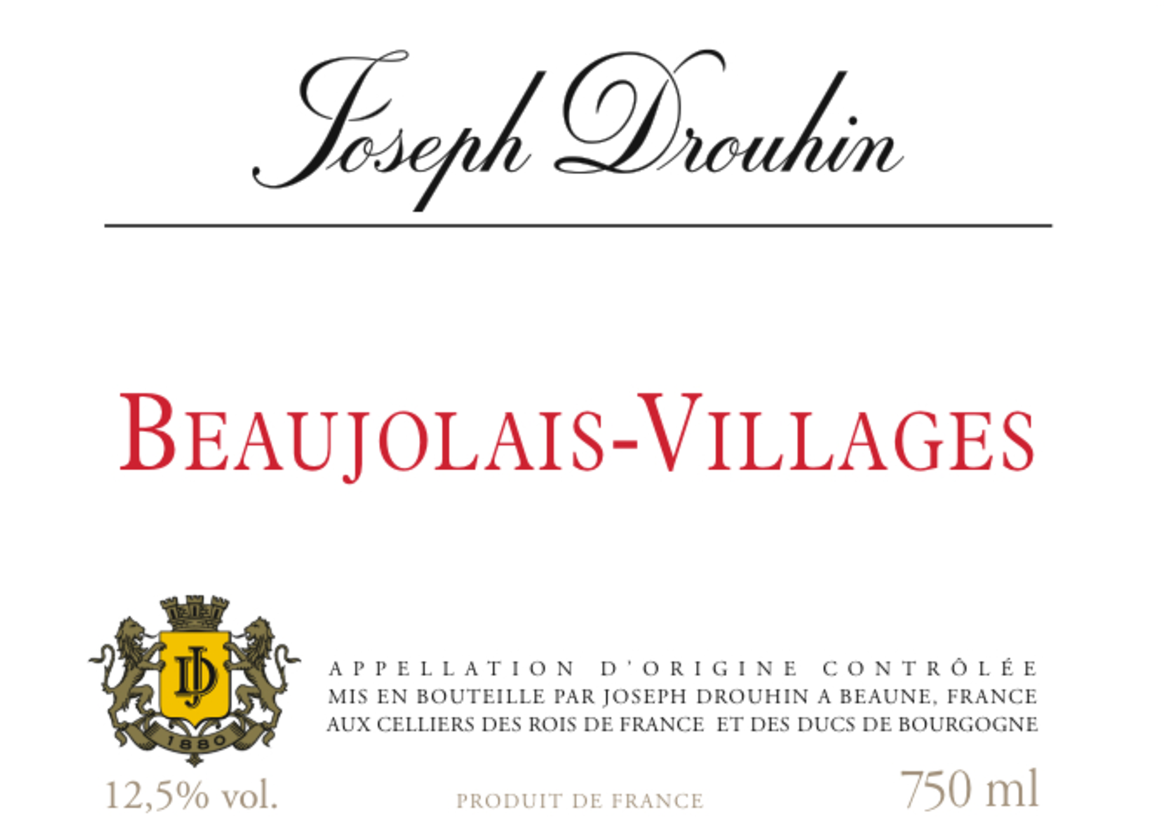 Joseph Drouhin
BEAUJOLAIS-VILLAGES
JD
1880
APPELLATION D'ORIGINE CONTRÔLÉE
MIS EN BOUTEILLE PAR JOSEPH DROUHIN A BEAUNE, FRANCE
AUX CELLIERS DES ROIS DE FRANCE ET DES DUCS DE BOURGOGNE
12,5% vol.
PRODUIT DE FRANCE
750 ml